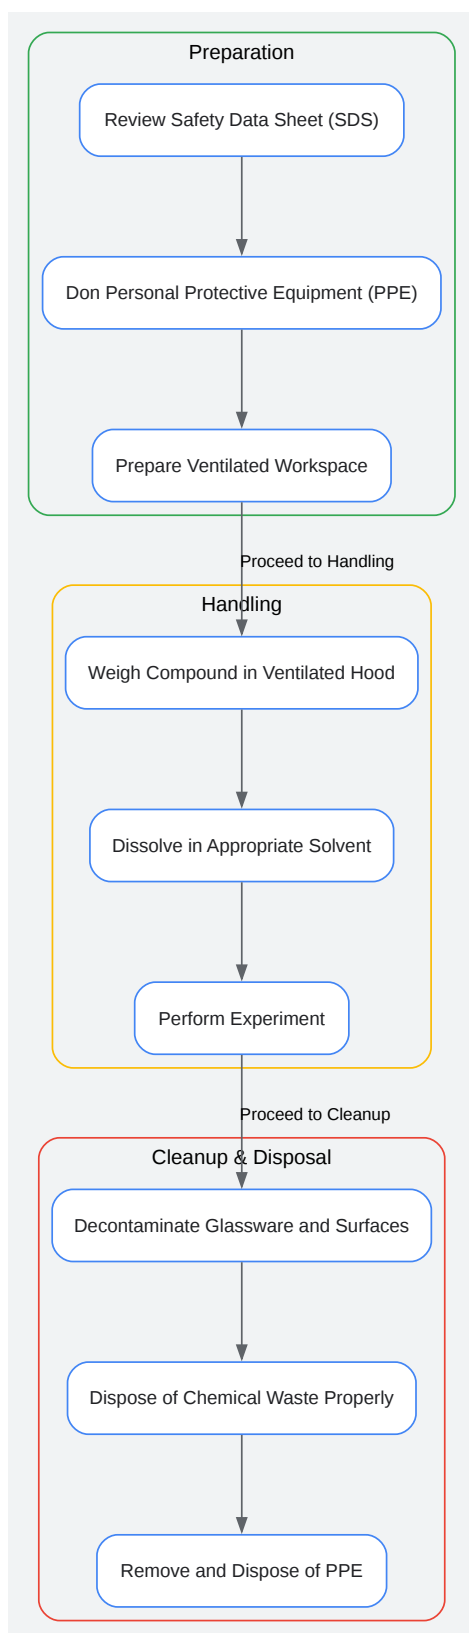 Preparation
Review Safety Data Sheet (SDS)
Don Personal Protective Equipment (PPE)
Prepare Ventilated Workspace
Proceed to Handling
Handling
Weigh Compound in Ventilated Hood
Dissolve in Appropriate Solvent
Perform Experiment
Proceed to Cleanup
Cleanup & Disposal
Decontaminate Glassware and Surfaces
Dispose of Chemical Waste Properly
Remove and Dispose of PPE